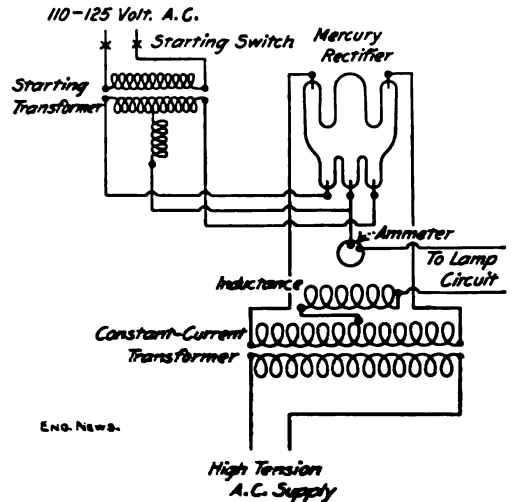 110-125 Volt. A.C.
Starting Switch
Mercury
Rectifier
Starting
Transformer
Ammeter
To Lamp
Circuit
Inductance
Constant-Current
Transformer
ENG. NEWS.
High Tension
A.C. Supply